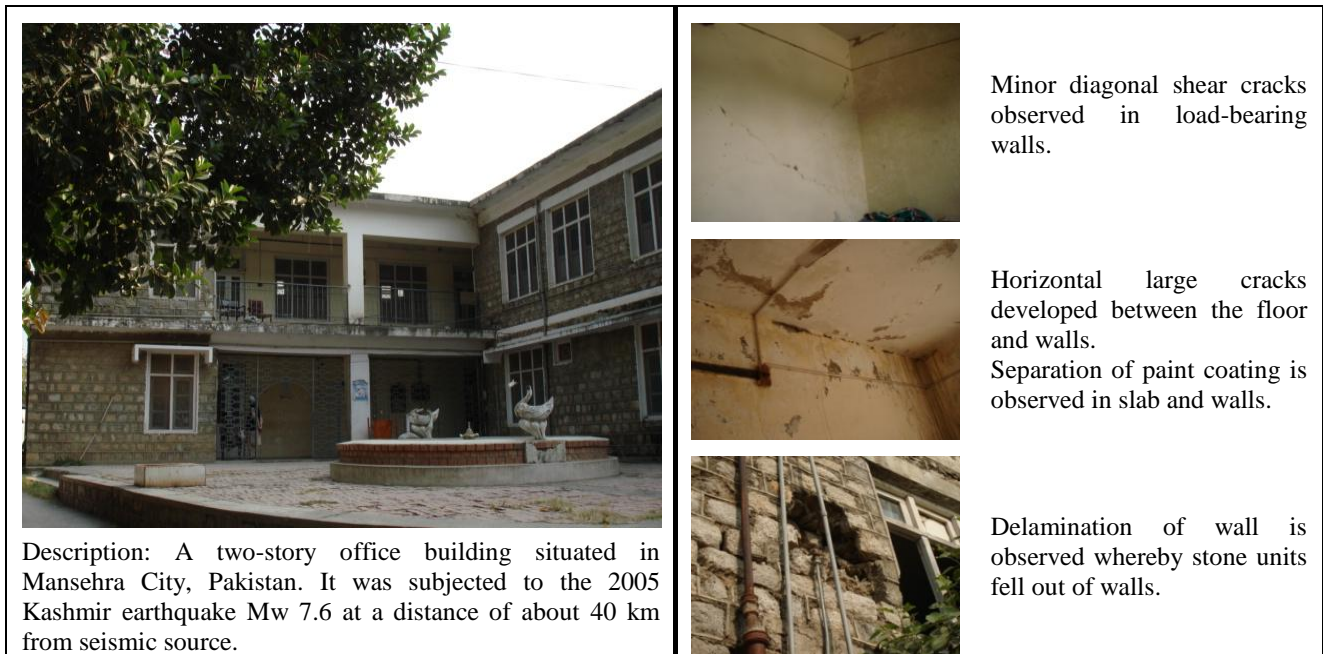 Description: A two-story office building situated in
Mansehra City, Pakistan. It was subjected to the 2005
Kashmir earthquake Mw 7.6 at a distance of about 40 km
from seismic source.
Minor diagonal shear cracks
observed in load-bearing
walls.
Horizontal large cracks
developed between the floor
and walls.
Separation of paint coating is
observed in slab and walls.
Delamination of wall is
observed whereby stone units
fell out of walls.